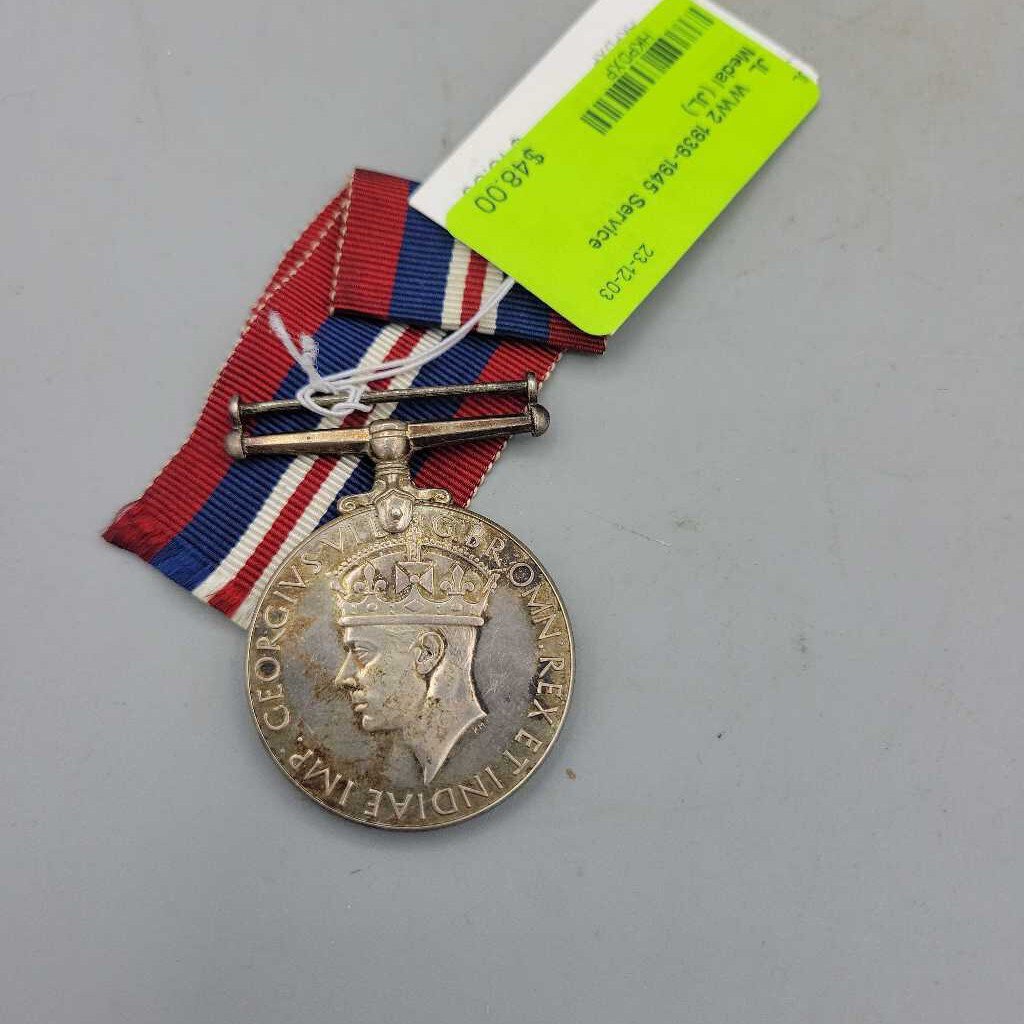 JL WW2 1939-1945 Service
Medal (JL)
23-12-03
$48.00
GEORGIVS VI G:BR:OMN:REX ET INDIAE IMP: